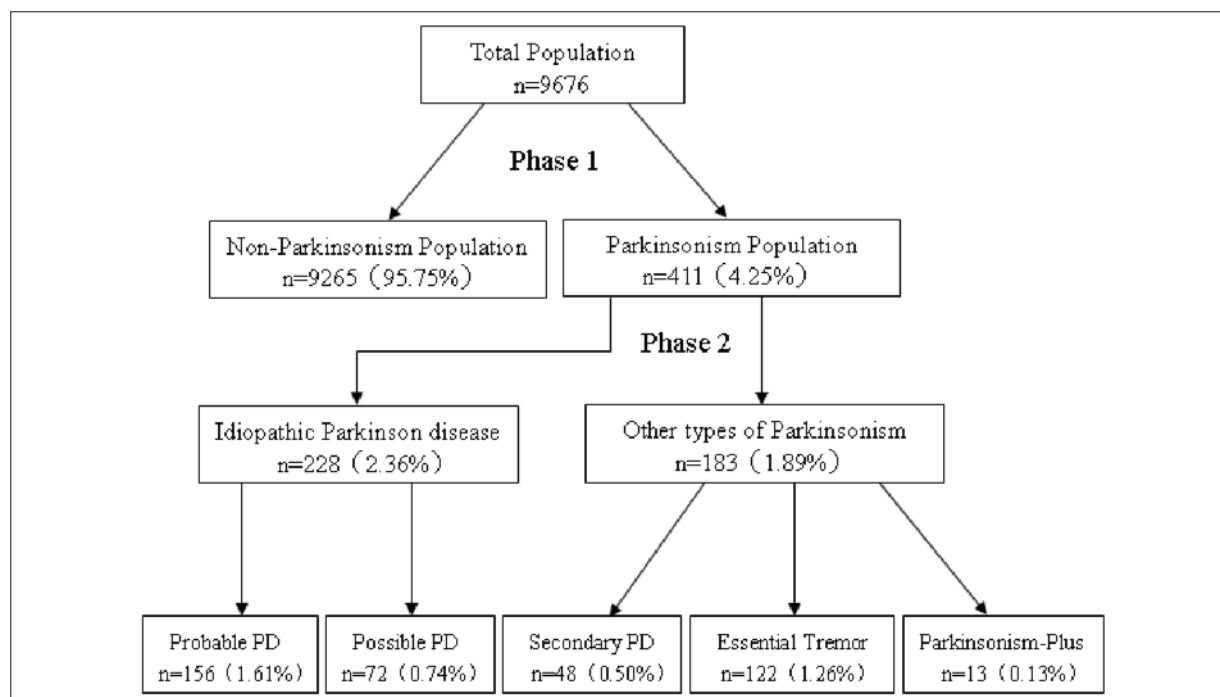 Total Population
n=9676
Phase 1
Non-Parkinsonism Population
n=9265（95.75%）
Parkinsonism Population
n=411（4.25%）
Phase 2
Idiopathic Parkinson disease
n=228（2.36%）
Other types of Parkinsonism
n=183（1.89%）
Probable PD
n=156（1.61%）
Possible PD
n=72（0.74%）
Secondary PD
n=48（0.50%）
Essential Tremor
n=122（1.26%）
Parkinsonism-Plus
n=13（0.13%）